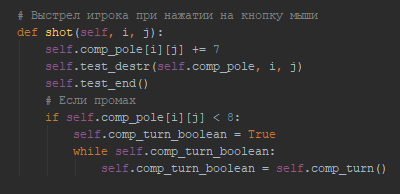 # Выстрел игрока при нажатии на кнопку мыши
def shot(self, i, j):
    self.comp_pole[i][j] += 7
    self.test_destr(self.comp_pole, i, j)
    self.test_end()
    # Если промах
    if self.comp_pole[i][j] < 8:
        self.comp_turn_boolean = True
        while self.comp_turn_boolean:
            self.comp_turn_boolean = self.comp_turn()